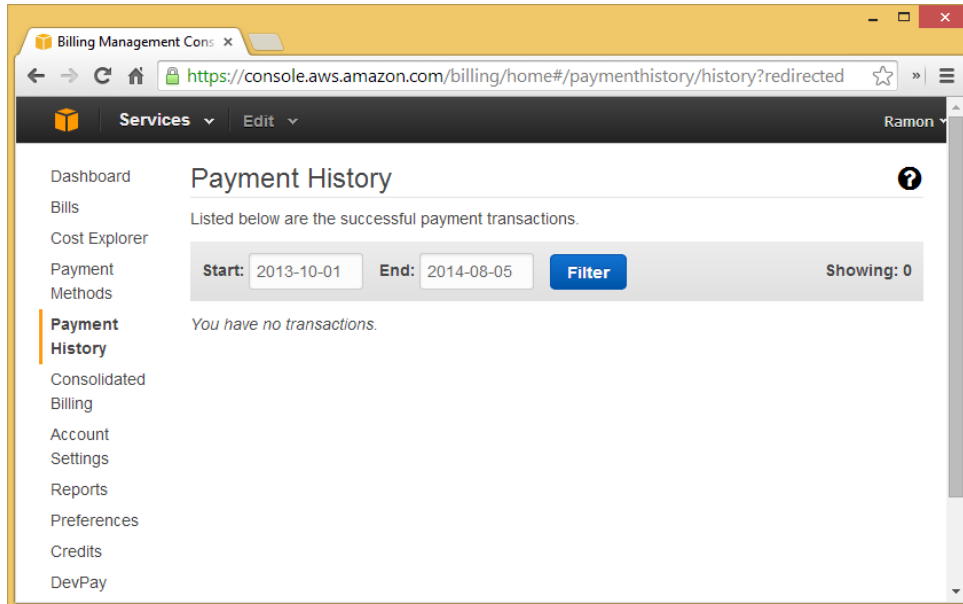 Billing Management Cons
https://console.aws.amazon.com/billing/home#/paymenthistory/history?redirected
Services Edit Ramon
Dashboard
Bills
Cost Explorer
Payment
Methods
Payment
History
Consolidated
Billing
Account
Settings
Reports
Preferences
Credits
DevPay
Payment History
Listed below are the successful payment transactions.
Start: 2013-10-01 End: 2014-08-05 Filter Showing: 0
You have no transactions.